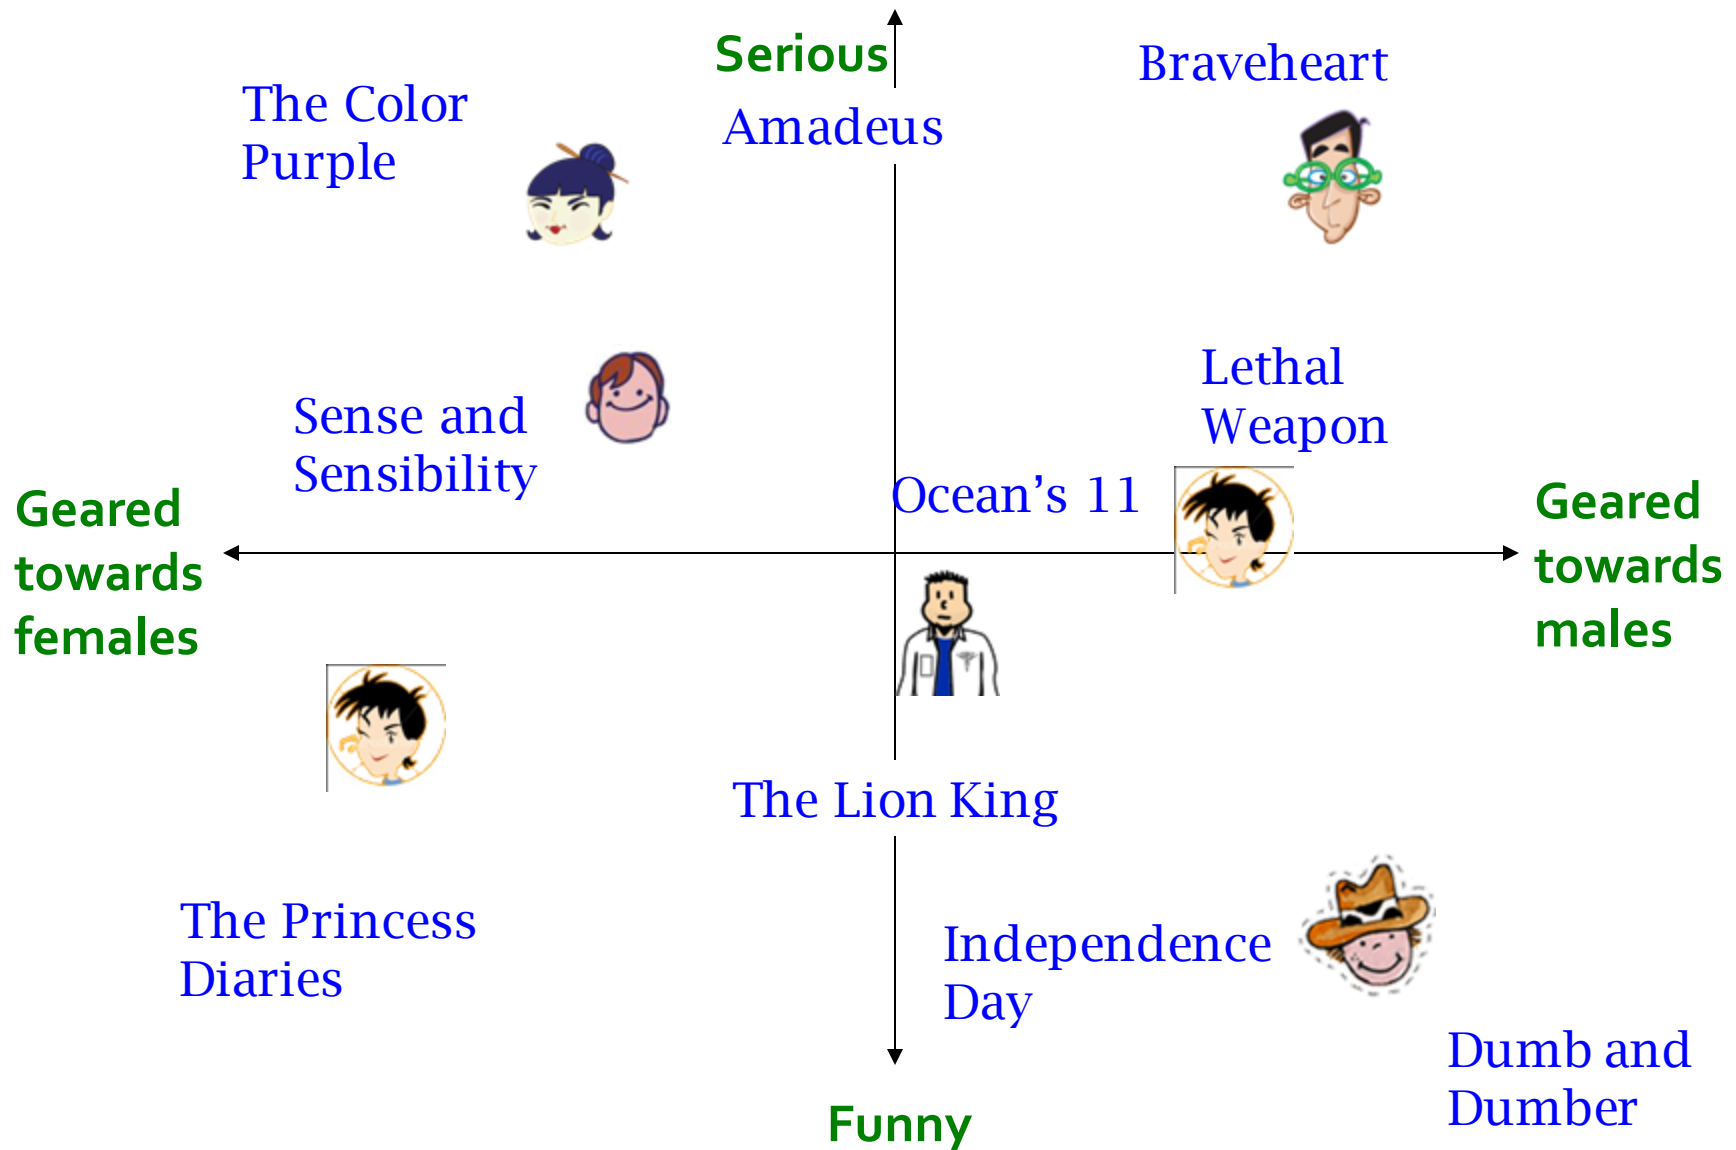 Serious
Braveheart
The Color
Purple
Amadeus
Lethal
Weapon
Sense and
Sensibility
Ocean’s 11
Geared
towards
females
Geared
towards
males
The Lion King
The Princess
Diaries
Independence
Day
Dumb and
Dumber
Funny